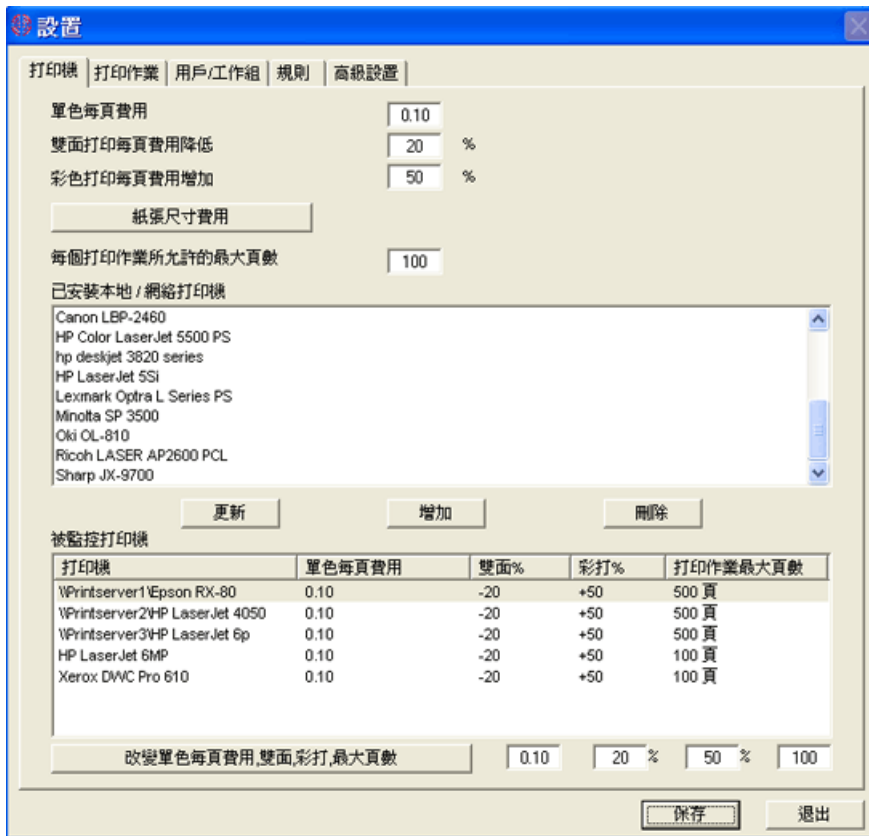 設置
打印機 打印作業 用戶/工作組 規則 高級設置
單色每頁費用 0.10
雙面打印每頁費用降低 20 %
彩色打印每頁費用增加 50 %
紙張尺寸費用
每個打印作業所允許的最大頁數 100
已安裝本地 / 網絡打印機
Canon LBP-2460
HP Color LaserJet 5500 PS
hp deskjet 3820 series
HP LaserJet 5Si
Lexmark Optra L Series PS
Minolta SP 3500
Oki OL-810
Ricoh LASER AP2600 PCL
Sharp JX-9700
更新 增加 刪除
被監控打印機
打印機 單色每頁費用 雙面% 彩打% 打印作業最大頁數
\\Printserver1\Epson RX-80 0.10 -20 +50 500 頁
\\Printserver2\HP LaserJet 4050 0.10 -20 +50 500 頁
\\Printserver3\HP LaserJet 6p 0.10 -20 +50 500 頁
HP LaserJet 6MP 0.10 -20 +50 100 頁
Xerox DWC Pro 610 0.10 -20 +50 100 頁
改變單色每頁費用,雙面,彩打,最大頁數 0.10 20 % 50 % 100
保存 退出